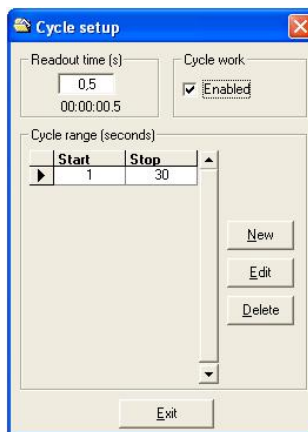 Cycle setup
Readout time (s)
0,5
00:00:00.5
Cycle work
Enabled
Cycle range (seconds)
Start Stop
1 30
New
Edit
Delete
Exit